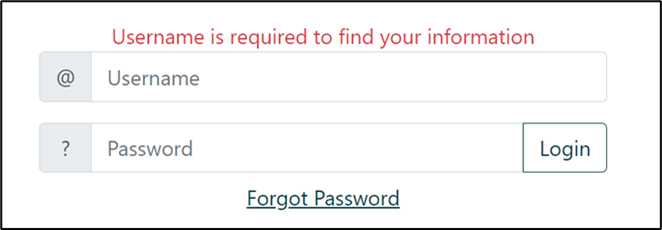 Username is required to find your information
@ Username
? Password Login
Forgot Password